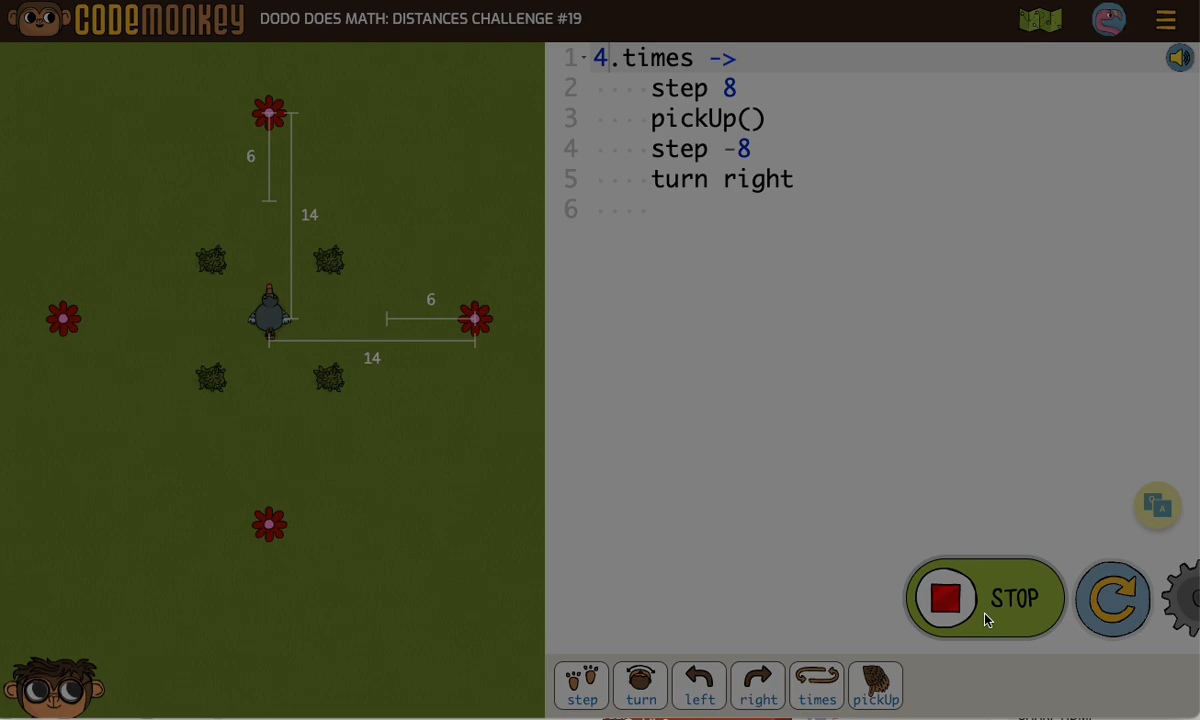 CODEMONKEY DODO DOES MATH: DISTANCES CHALLENGE #19
6
14
6
14
1 4.times ->
2 step 8
3 pickUp()
4 step -8
5 turn right
6
A
STOP
step turn left right times pickUp